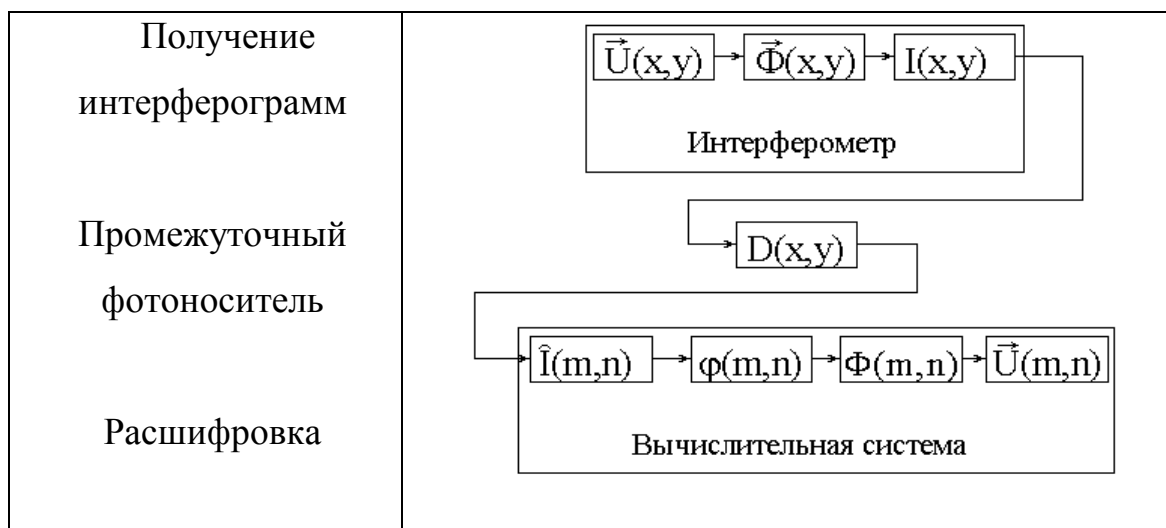 Получение
интерферограмм
U⃗(x,y) Φ⃗(x,y) I(x,y)
Интерферометр
Промежуточный
фотоноситель
D(x,y)
Î(m,n) φ(m,n) Φ(m,n) U⃗(m,n)
Расшифровка
Вычислительная система